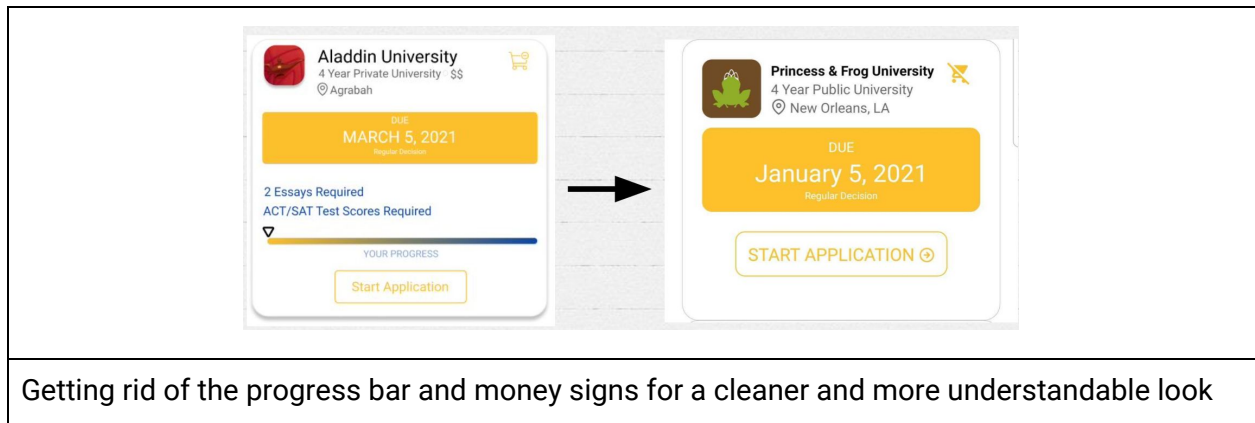 Aladdin University
4 Year Private University $$
Agrabah
DUE
MARCH 5, 2021
Regular Decision
2 Essays Required
ACT/SAT Test Scores Required
YOUR PROGRESS
Start Application
Princess & Frog University
4 Year Public University
New Orleans, LA
DUE
January 5, 2021
Regular Decision
START APPLICATION
Getting rid of the progress bar and money signs for a cleaner and more understandable look